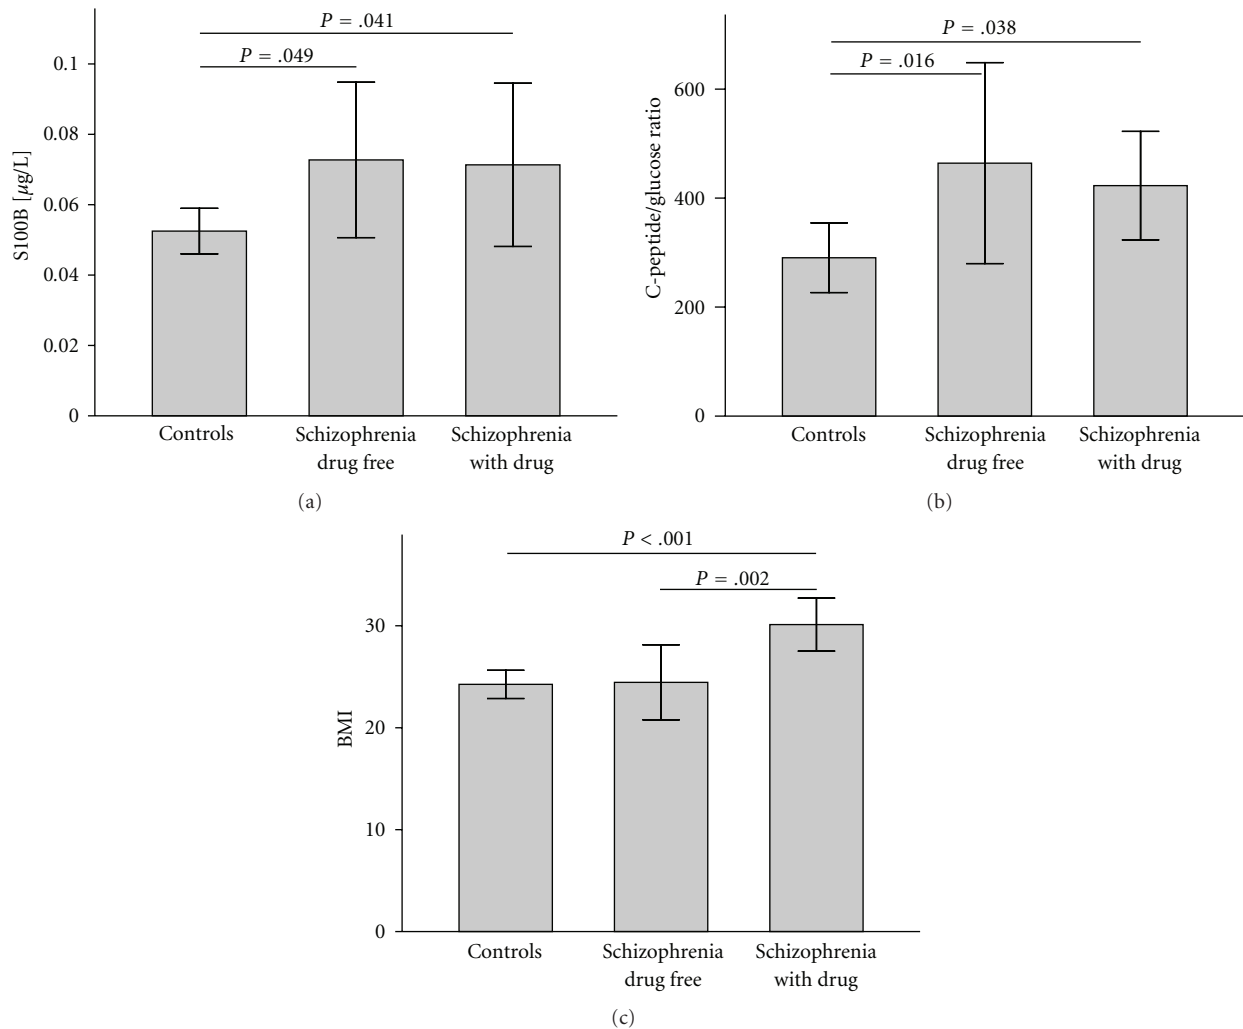 P = .041
P = .049
0.1
0.08
0.06
0.04
0.02
0
S100B [µg/L]
Controls
Schizophrenia
drug free
Schizophrenia
with drug
(a)
P = .038
P = .016
600
400
200
0
C-peptide/glucose ratio
Controls
Schizophrenia
drug free
Schizophrenia
with drug
(b)
P < .001
P = .002
30
20
10
0
BMI
Controls
Schizophrenia
drug free
Schizophrenia
with drug
(c)